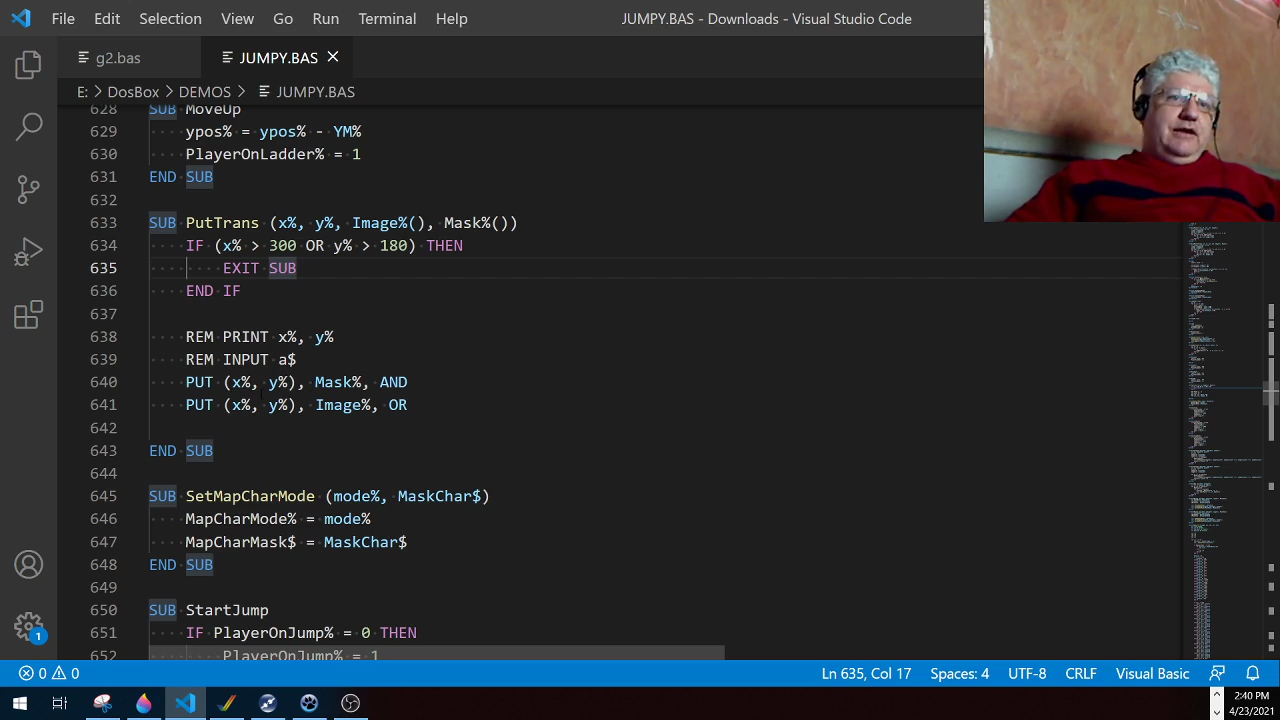 File Edit Selection View Go Run Terminal Help JUMPY.BAS - Downloads - Visual Studio Code
g2.bas JUMPY.BAS
E: > DosBox > DEMOS > JUMPY.BAS
628 SUB MoveUp
629 ypos% = ypos% - YM%
630 PlayerOnLadder% = 1
631 END SUB
632
633 SUB PutTrans (x%, y%, Image%(), Mask%())
634 IF (x% > 300 OR y% > 180) THEN
635 EXIT SUB
636 END IF
637
638 REM PRINT x%, y%
639 REM INPUT a$
640 PUT (x%, y%), Mask%, AND
641 PUT (x%, y%), Image%, OR
642
643 END SUB
644
645 SUB SetMapCharMode (mode%, MaskChar$)
646 MapCharMode% = mode%
647 MapCharMask$ = MaskChar$
648 END SUB
649
650 SUB StartJump
651 IF PlayerOnJump% = 0 THEN
652 PlayerOnJump% = 1
1
0 0 Ln 635, Col 17 Spaces: 4 UTF-8 CRLF Visual Basic
2:40 PM
4/23/2021